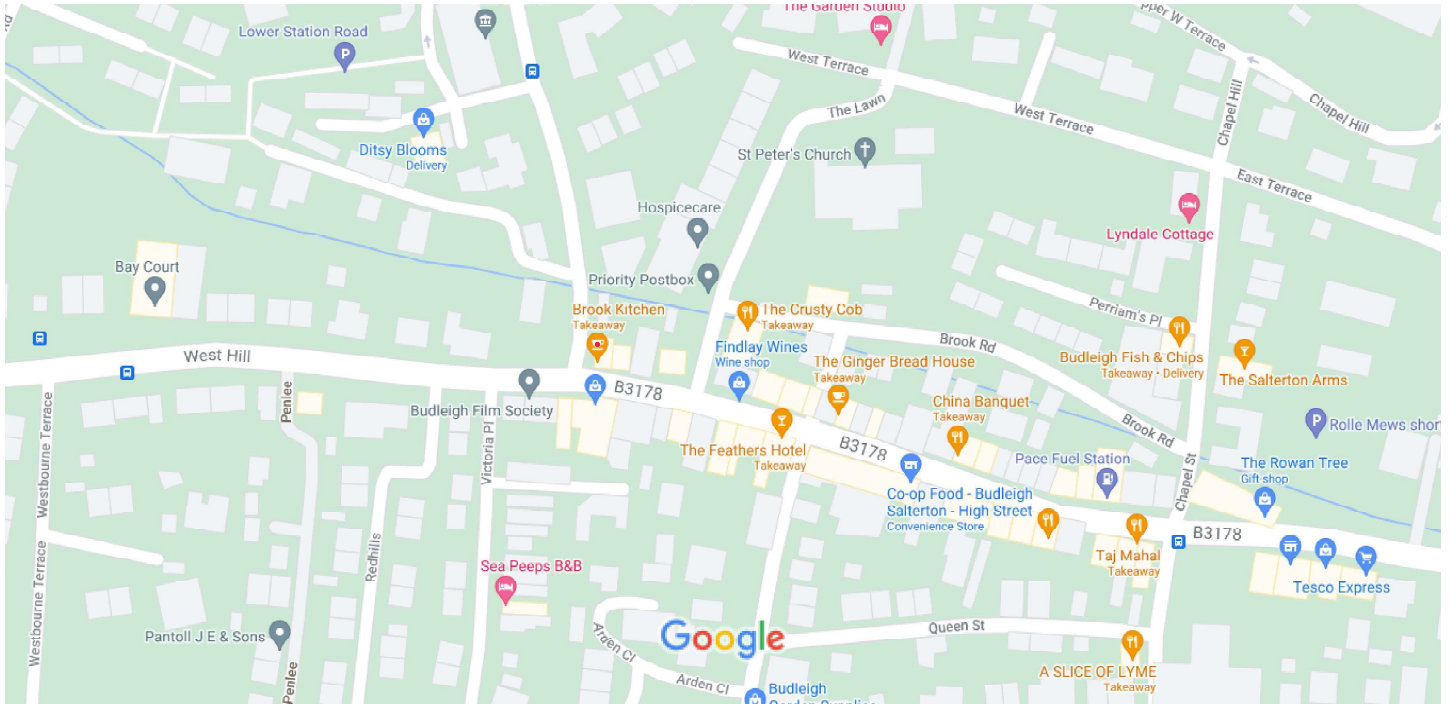 The Garden Studio
Lower Station Road
P
West Terrace
Chapel Hill
Chapel Hill
The Lawn
West Terrace
Ditsy Blooms
Delivery
St Peter's Church
East Terrace
Hospicecare
Lyndale Cottage
Bay Court
Priority Postbox
Brook Kitchen
Takeaway
The Crusty Cob
Takeaway
Perriam's Pl
Brook Rd
Findlay Wines
Wine shop
West Hill
The Ginger Bread House
Takeaway
Budleigh Fish & Chips
Takeaway • Delivery
The Salterton Arms
B3178
Penlee
Budleigh Film Society
China Banquet
Takeaway
Brook Rd
P
Rolle Mews short
Westbourne Terrace
Victoria Pl
The Feathers Hotel
Takeaway
B3178
Pace Fuel Station
The Rowan Tree
Gift shop
Chapel St
Co-op Food - Budleigh
Salterton - High Street
Convenience Store
B3178
Taj Mahal
Takeaway
Redhills
Sea Peeps B&B
Tesco Express
Westbourne Terrace
Pantoll J E & Sons
Arden Cl
Google
Queen St
Penlee
Arden Cl
A SLICE OF LYME
Takeaway
Budleigh